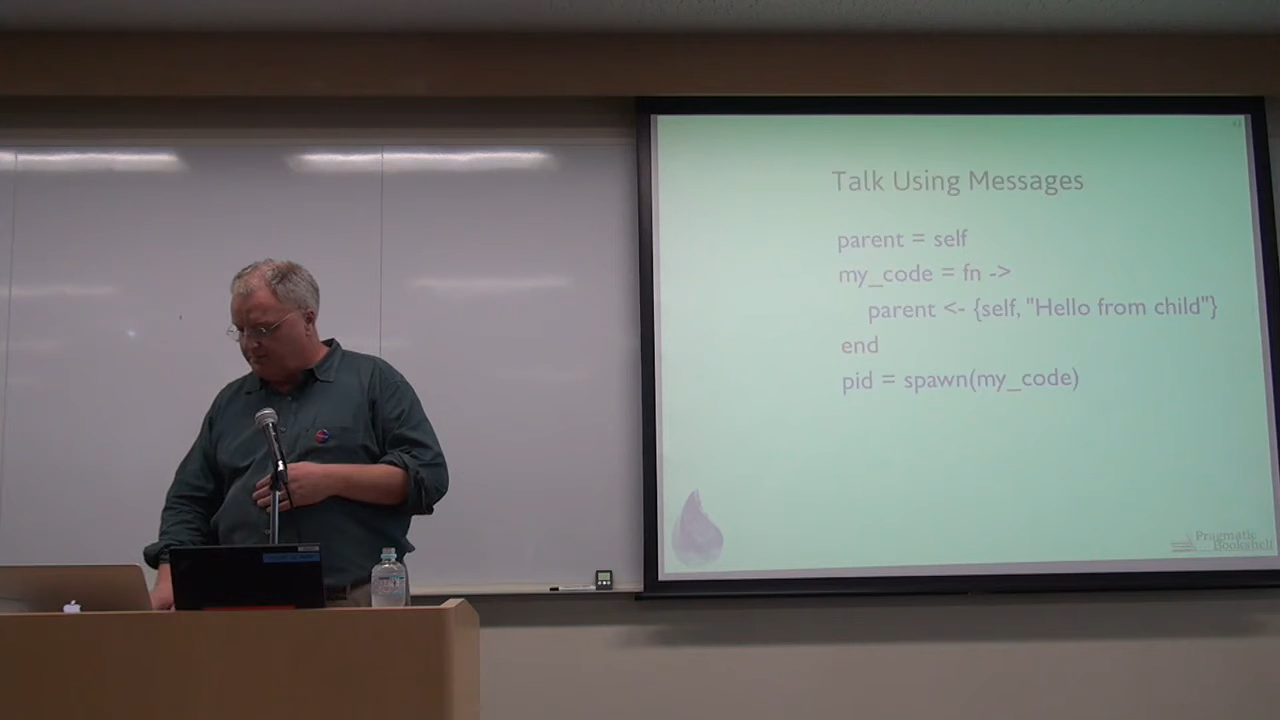 Talk Using Messages
parent = self
my_code = fn ->
parent <- {self, "Hello from child"}
end
pid = spawn(my_code)
Pragmatic
Bookshelf